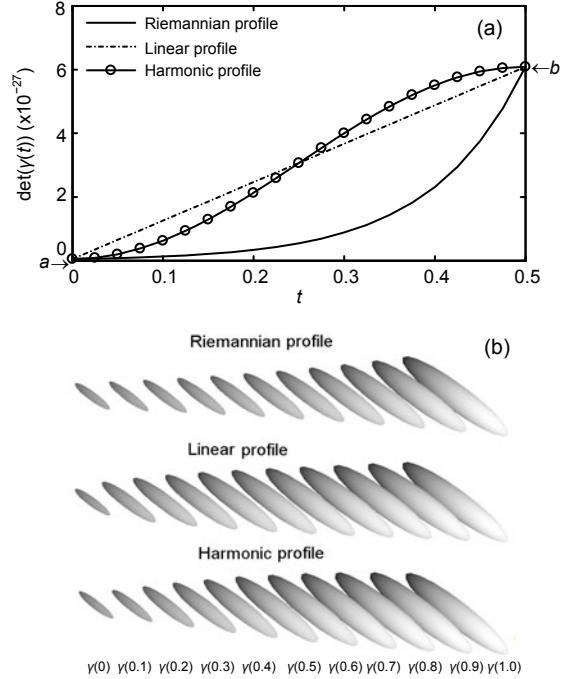 (a)
Riemannian profile
Linear profile
Harmonic profile
det(γ(t)) (x10⁻²⁷)
8
6
4
2
0
a→
←b
0 0.1 0.2 0.3 0.4 0.5
t
(b)
Riemannian profile
Linear profile
Harmonic profile
γ(0) γ(0.1) γ(0.2) γ(0.3) γ(0.4) γ(0.5) γ(0.6) γ(0.7) γ(0.8) γ(0.9) γ(1.0)